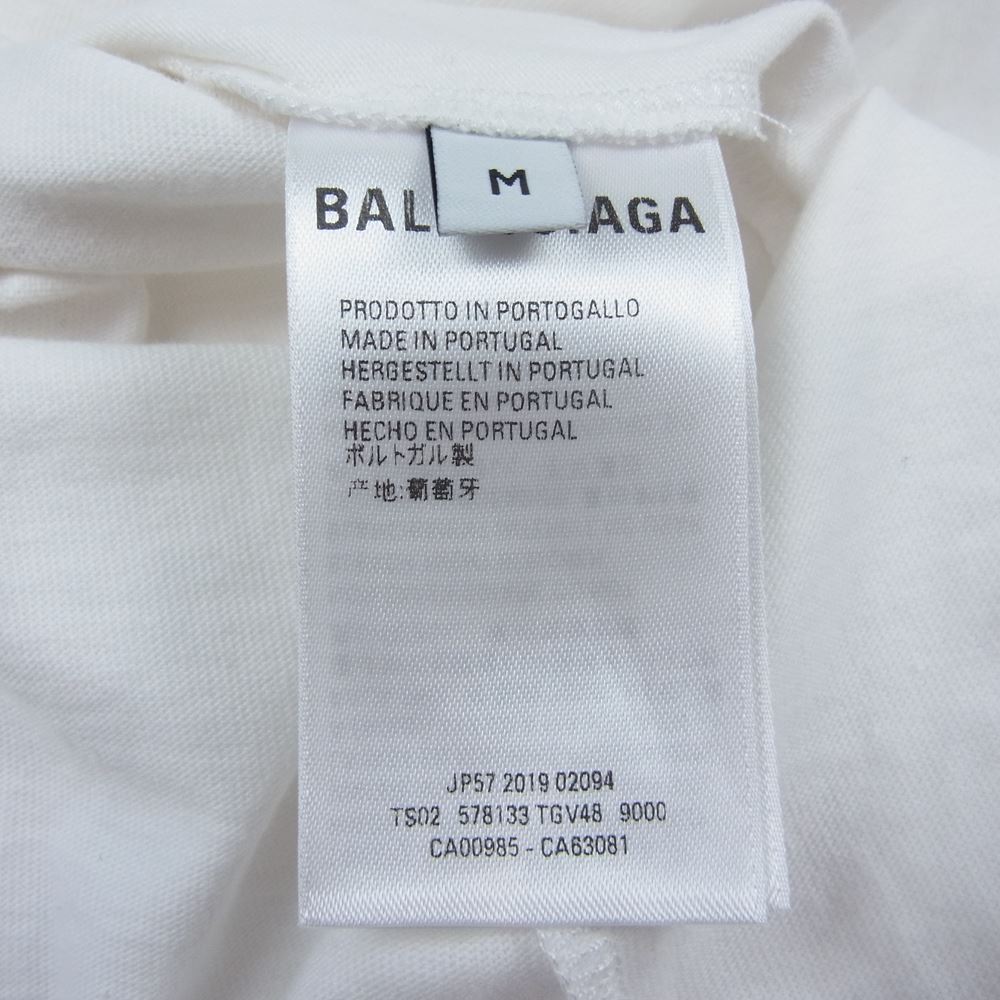 M
BAL IAGA
PRODOTTO IN PORTOGALLO
MADE IN PORTUGAL
HERGESTELLT IN PORTUGAL
FABRIQUE EN PORTUGAL
HECHO EN PORTUGAL
ポルトガル製
产地:葡萄牙
JP57 2019 02094
TS02 578133 TGV48 9000
CA00985 - CA63081